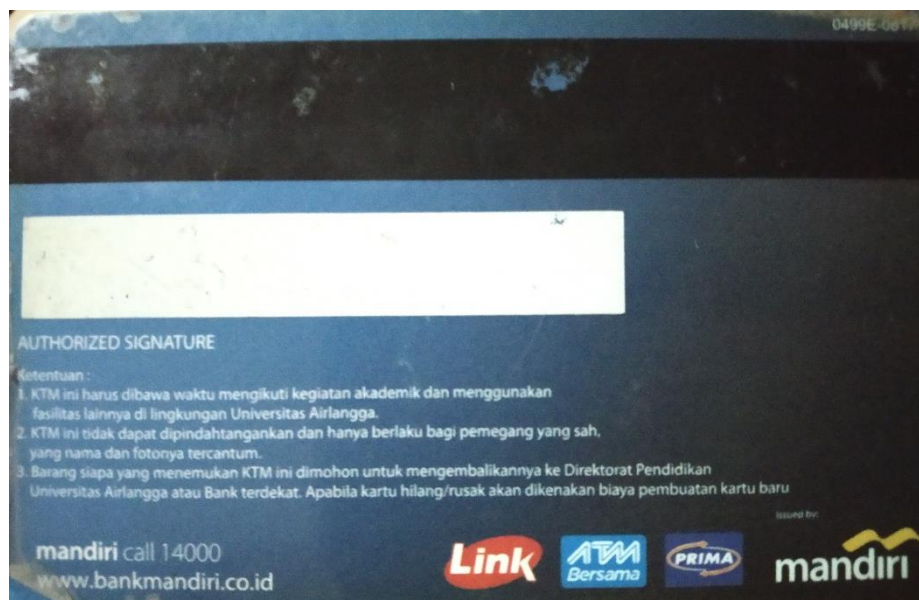 AUTHORIZED SIGNATURE
Ketentuan :
1. KTM ini harus dibawa waktu mengikuti kegiatan akademik dan menggunakan
fasilitas lainnya di lingkungan Universitas Airlangga.
2. KTM ini tidak dapat dipindahtangankan dan hanya berlaku bagi pemegang yang sah,
yang nama dan fotonya tercantum.
3. Barang siapa yang menemukan KTM ini dimohon untuk mengembalikannya ke Direktorat Pendidikan
Universitas Airlangga atau Bank terdekat. Apabila kartu hilang/rusak akan dikenakan biaya pembuatan kartu baru
issued by:
mandiri call 14000
www.bankmandiri.co.id
Link
ATM
Bersama
PRIMA
mandırı